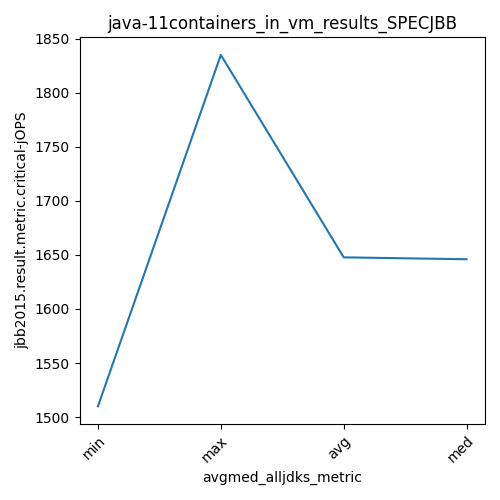 java-11containers_in_vm_results_SPECJBB
jbb2015.result.metric.critical-jOPS
1850
1800
1750
1700
1650
1600
1550
1500
min
max
avg
med
avgmed_alljdks_metric